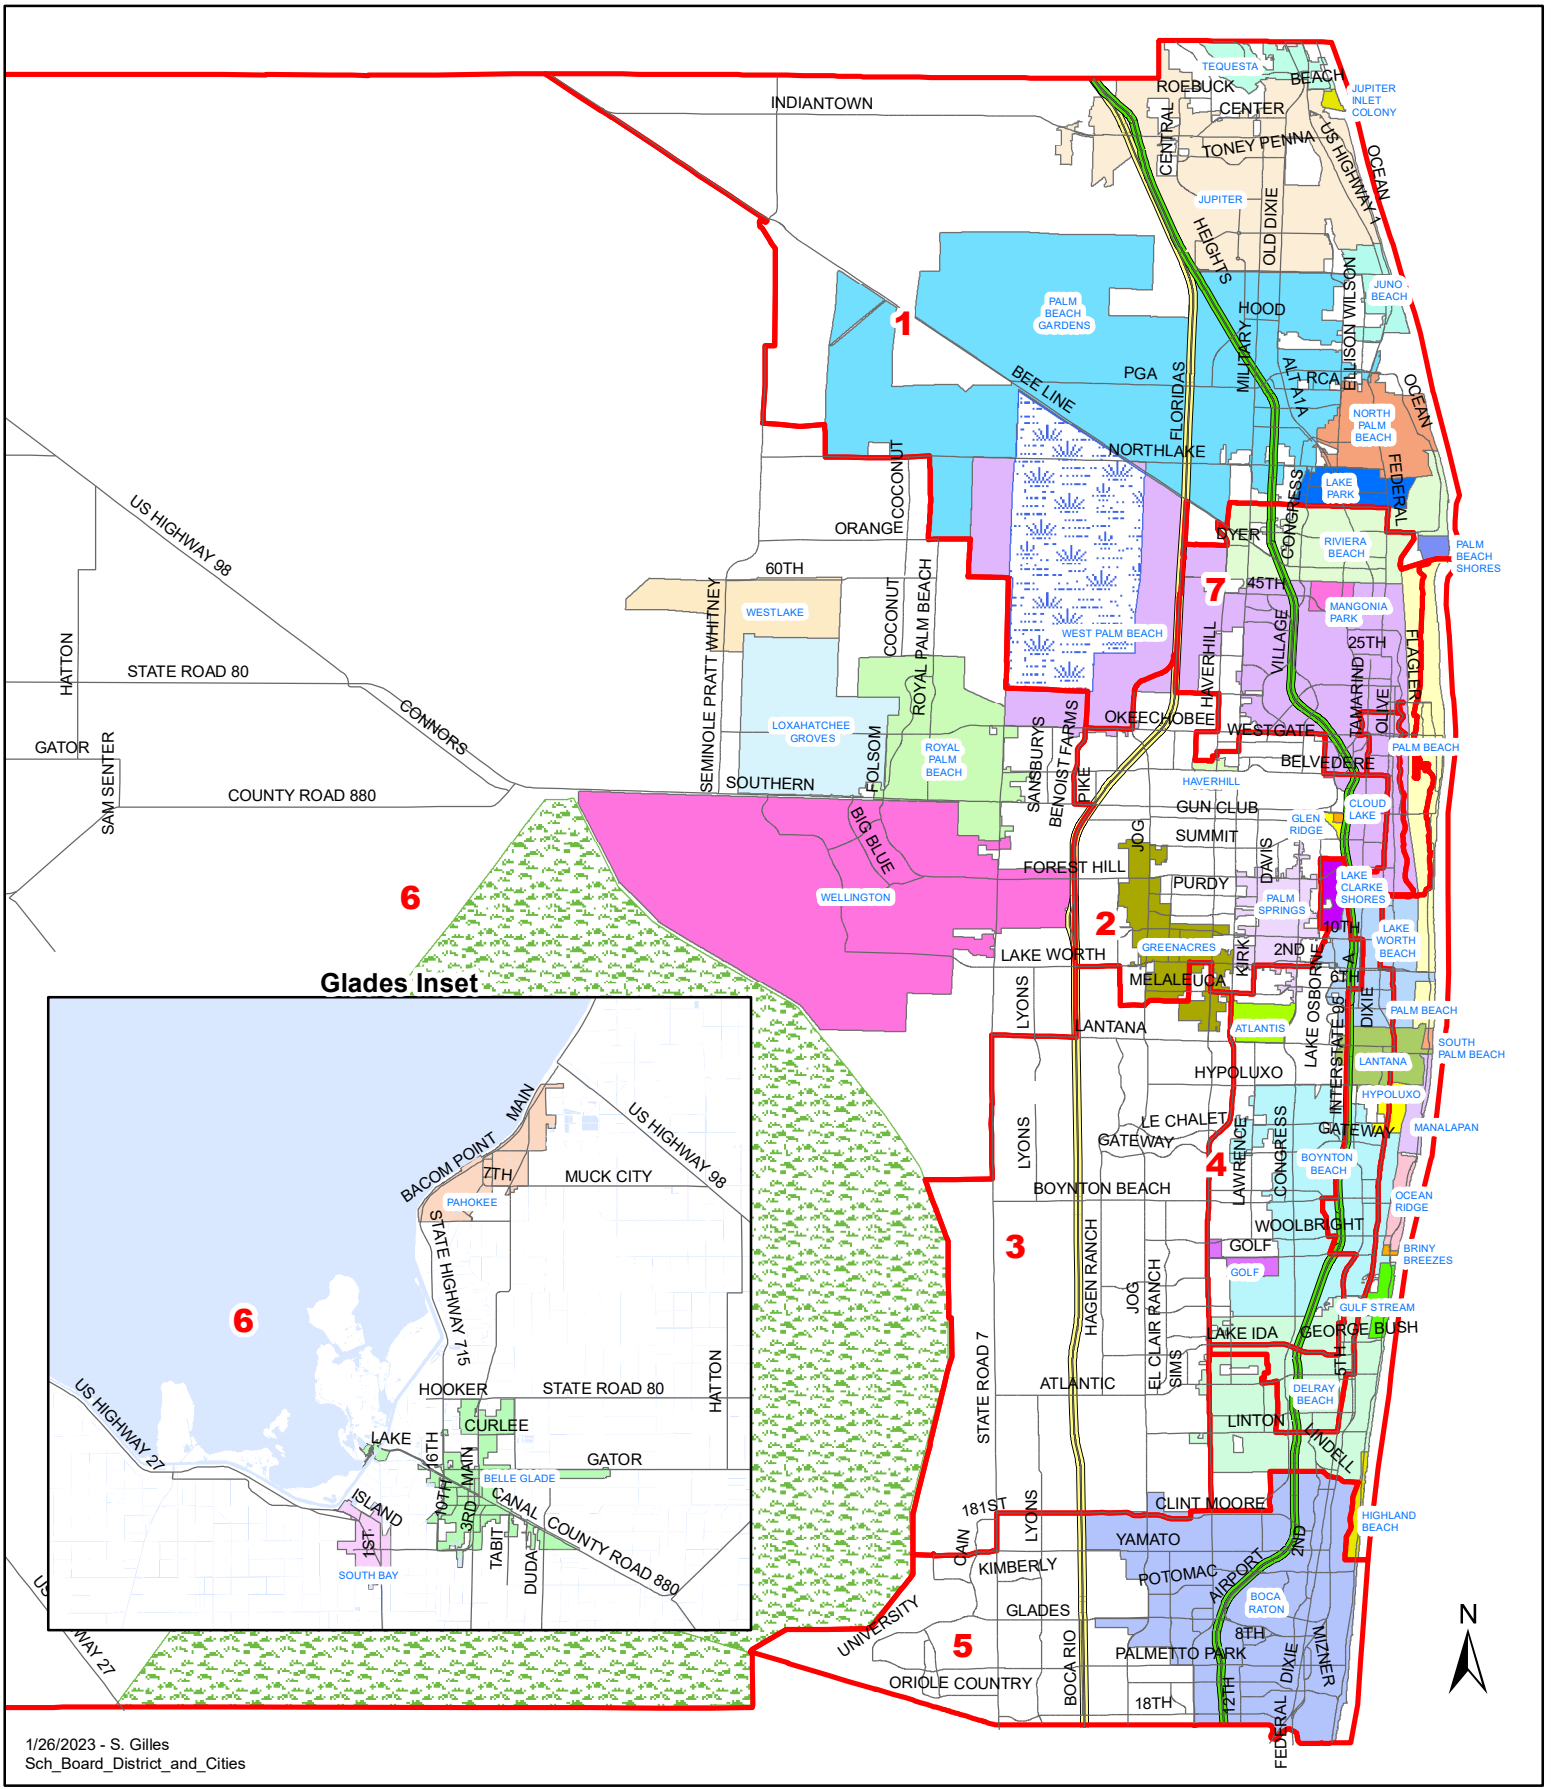 TEQUESTA
BEACH
ROEBUCK
JUPITER
INLET
COLONY
INDIANTOWN
CENTER
CENTRAL
TONEY PENNA
US HIGHWAY 1
OCEAN
JUPITER
OLD DIXIE
HEIGHTS
JUNO
BEACH
ELLISON WILSON
PALM
BEACH
GARDENS
HOOD
1
MILITARY
ALT A1A
RCA
PGA
BEE LINE
FLORIDAS
OCEAN
NORTH
PALM
BEACH
NORTHLAKE
COCONUT
CONGRESS
LAKE
PARK
FEDERAL
US HIGHWAY 98
ORANGE
DYER
RIVIERA
BEACH
PALM
BEACH
SHORES
60TH
45TH
7
WESTLAKE
MANGONIA
PARK
COCONUT
ROYAL PALM BEACH
WEST PALM BEACH
HAVERHILL
VILLAGE
25TH
FLAGLER
HATTON
STATE ROAD 80
SEMINOLE PRATT WHITNEY
TAMARIND
OLIVE
CONNORS
LOXAHATCHEE
GROVES
OKEECHOBEE
WESTGATE
GATOR
SAM SENTER
FOLSOM
ROYAL
PALM
BEACH
SANSBURYS
BENOIST FARMS
PIKE
BELVEDERE
PALM BEACH
HAVERHILL
SOUTHERN
COUNTY ROAD 880
GUN CLUB
CLOUD
LAKE
GLEN
RIDGE
BIG BLUE
JOG
SUMMIT
DAVIS
FOREST HILL
PURDY
LAKE
CLARKE
SHORES
6
WELLINGTON
PALM
SPRINGS
2
10TH
LAKE
WORTH
BEACH
GREENACRES
KIRK
2ND
LAKE WORTH
A
6TH
MELALEUCA
Glades Inset
LYONS
LAKE OSBORNE
INTERSTATE 95
DIXIE
PALM BEACH
LANTANA
ATLANTIS
SOUTH
PALM BEACH
LANTANA
HYPOLUXO
HYPOLUXO
MAIN
US HIGHWAY 98
LYONS
LE CHALET
GATEWAY
LAWRENCE
CONGRESS
GATEWAY
MANALAPAN
BACOM POINT
7TH
MUCK CITY
4
BOYNTON
BEACH
PAHOKEE
BOYNTON BEACH
OCEAN
RIDGE
STATE HIGHWAY 715
WOOLBRIGHT
3
GOLF
HAGEN RANCH
BRINY
BREEZES
GOLF
JOG
EL CLAIR RANCH
6
GULF STREAM
LAKE IDA
GEORGE BUSH
STATE ROAD 7
SIMS
5TH
HATTON
US HIGHWAY 27
HOOKER
STATE ROAD 80
ATLANTIC
DELRAY
BEACH
CURLEE
LINTON
LAKE
16TH
LINDELL
MAIN
GATOR
BELLE GLADE
10TH
3RD
CANAL
ISLAND
181ST
CLINT MOORE
LYONS
1ST
COUNTY ROAD 880
TABIT
DUDA
CAIN
HIGHLAND
BEACH
YAMATO
2ND
KIMBERLY
SOUTH BAY
POTOMAC
AIRPORT
US
WAY 27
UNIVERSITY
GLADES
BOCA
RATON
N
5
BOCA RIO
8TH
MIZNER
PALMETTO PARK
DIXIE
ORIOLE COUNTRY
12TH
18TH
FEDERAL
1/26/2023 - S. Gilles
Sch_Board_District_and_Cities